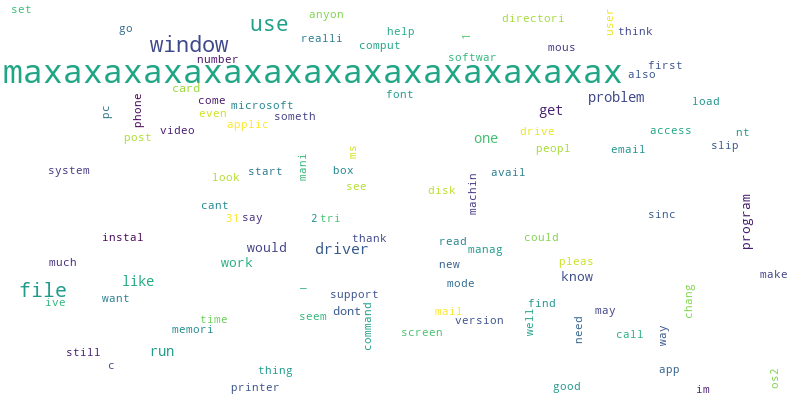 set
anyon
directori
user
go
use
realli
help
l
think
window
comput
mous
number
softwar
first
maxaxaxaxaxaxaxaxaxaxaxaxaxaxax
also
card
font
problem
load
pc
phone
come
microsoft
get
even
someth
applic
video
drive
access
nt
post
one
peopl
email
slip
ms
system
mani
start
box
avail
look
see
disk
machin
cant
31
say
2
tri
sinc
program
instal
would
thank
read
could
driver
manag
much
work
new
pleas
know
make
file
like
mode
chang
ive
want
support
find
dont
mail
may
time
seem
command
version
well
need
memori
screen
call
way
still
run
c
thing
app
os2
printer
good
im